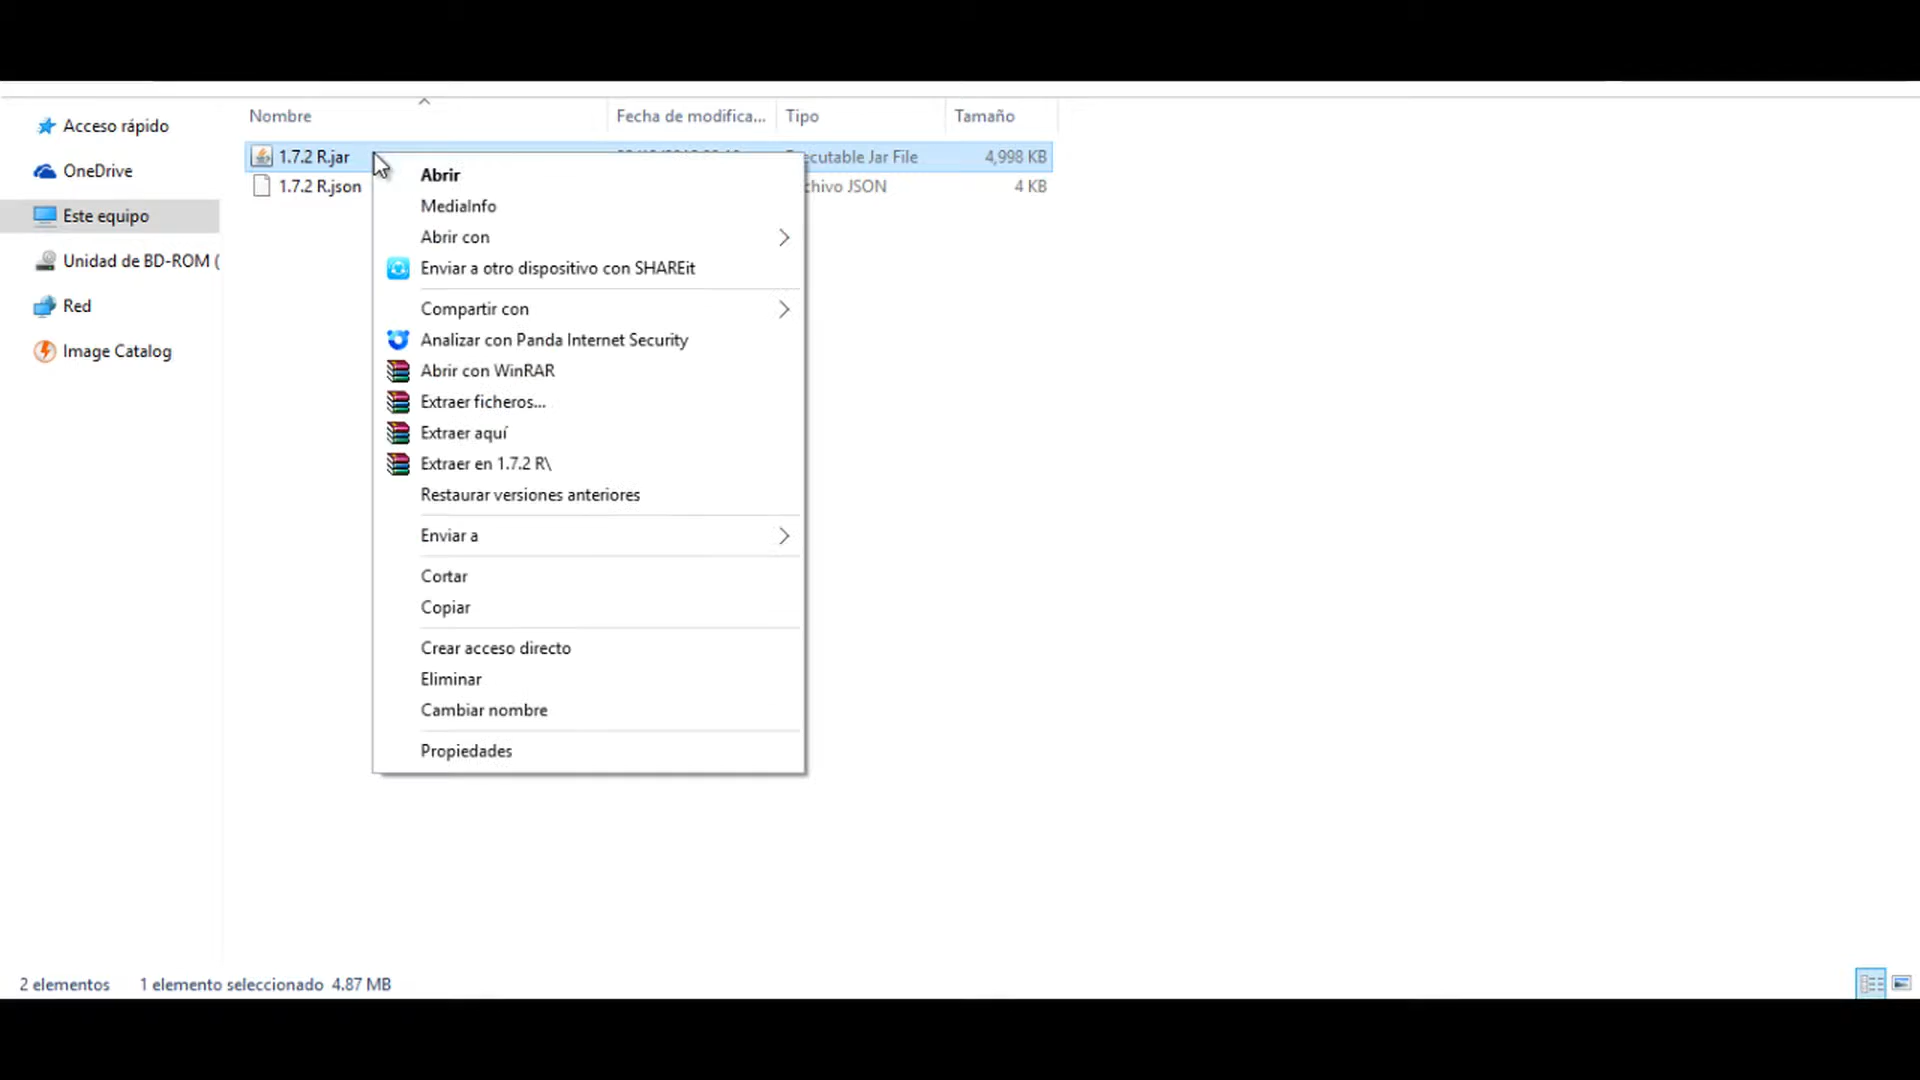 Nombre
Fecha de modifica...
Tipo
Tamaño
Acceso rápido
OneDrive
Este equipo
Unidad de BD-ROM (
Red
Image Catalog
1.7.2 R.jar
ecutable Jar File
4,998 KB
1.7.2 R.json
chivo JSON
4 KB
Abrir
MediaInfo
Abrir con
Enviar a otro dispositivo con SHAREit
Compartir con
Analizar con Panda Internet Security
Abrir con WinRAR
Extraer ficheros...
Extraer aquí
Extraer en 1.7.2 R\
Restaurar versiones anteriores
Enviar a
Cortar
Copiar
Crear acceso directo
Eliminar
Cambiar nombre
Propiedades
2 elementos
1 elemento seleccionado 4.87 MB